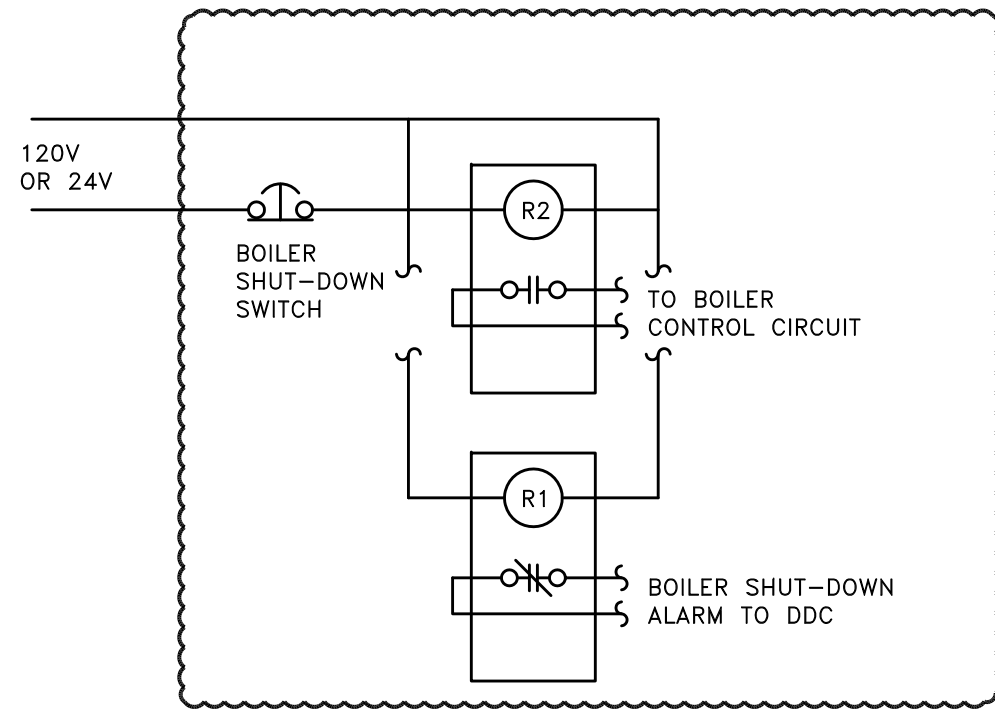 120V
OR 24V
BOILER
SHUT-DOWN
SWITCH
R2
TO BOILER
CONTROL CIRCUIT
R1
BOILER SHUT-DOWN
ALARM TO DDC